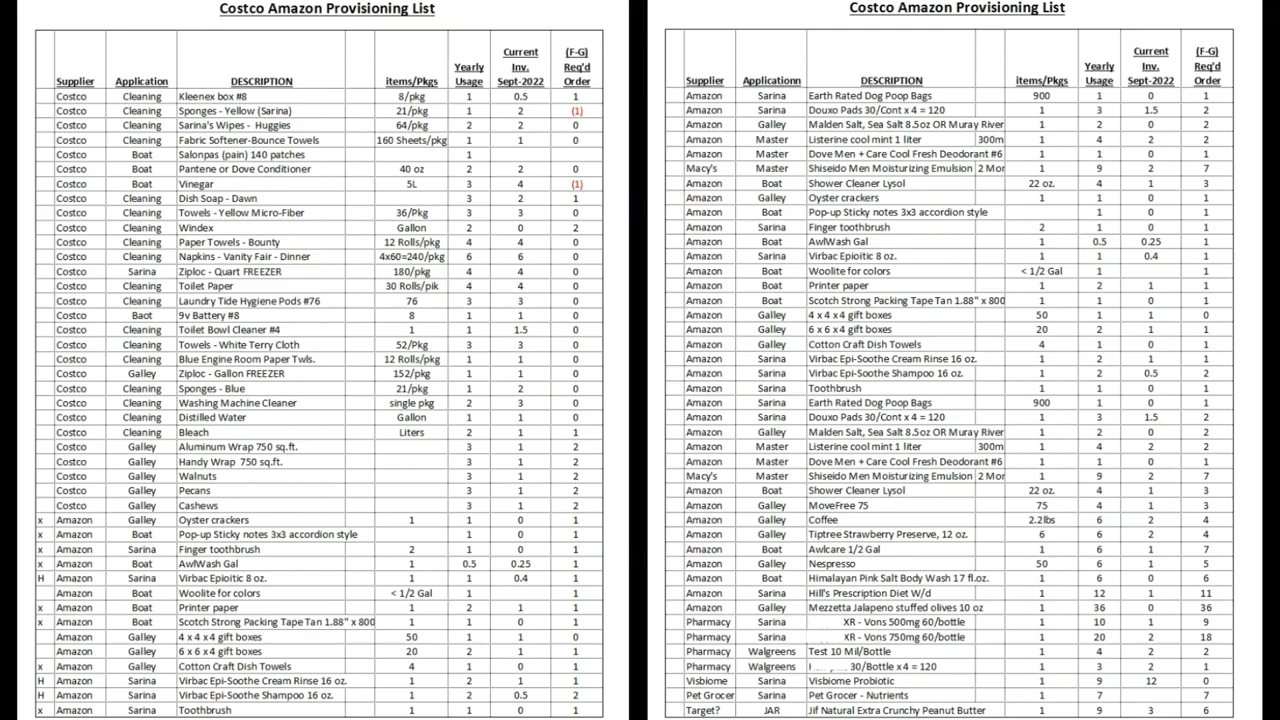 Costco Amazon Provisioning List
Supplier Application DESCRIPTION items/Pkgs Yearly Usage Current Inv. Sept-2022 (F-G) Req'd Order
Costco Cleaning Kleenex box #8 8/pkg 1 0.5 1
Costco Cleaning Sponges - Yellow (Sarina) 21/pkg 1 2 (1)
Costco Cleaning Sarina's Wipes - Huggies 64/pkg 2 2 0
Costco Cleaning Fabric Softener-Bounce Towels 160 Sheets/pkg 1 1 0
Costco Boat Salonpas (pain) 140 patches 1
Costco Boat Pantene or Dove Conditioner 40 oz 2 2 0
Costco Boat Vinegar 5L 3 4 (1)
Costco Cleaning Dish Soap - Dawn 3 2 1
Costco Cleaning Towels - Yellow Micro-Fiber 36/Pkg 3 3 0
Costco Cleaning Windex Gallon 2 0 2
Costco Cleaning Paper Towels - Bounty 12 Rolls/pkg 4 4 0
Costco Cleaning Napkins - Vanity Fair - Dinner 4x60=240/pkg 6 6 0
Costco Sarina Ziploc - Quart FREEZER 180/pkg 4 4 0
Costco Cleaning Toilet Paper 30 Rolls/pik 4 4 0
Costco Cleaning Laundry Tide Hygiene Pods #76 76 3 3 0
Costco Baot 9v Battery #8 8 1 1 0
Costco Cleaning Toilet Bowl Cleaner #4 1 1 1.5
Costco Cleaning Towels - White Terry Cloth 52/Pkg 3 3 0
Costco Cleaning Blue Engine Room Paper Twls. 12 Rolls/pkg 1 1 0
Costco Galley Ziploc - Gallon FREEZER 152/pkg 1 1 0
Costco Cleaning Sponges - Blue 21/pkg 1 2 0
Costco Cleaning Washing Machine Cleaner single pkg 2 3 0
Costco Cleaning Distilled Water Gallon 1 1 0
Costco Cleaning Bleach Liters 2 1 1
Costco Galley Aluminum Wrap 750 sq.ft. 3 1 2
Costco Galley Handy Wrap 750 sq.ft. 3 1 2
Costco Galley Walnuts 3 1 2
Costco Galley Pecans 3 1 2
Costco Galley Cashews 3 1 2
x Amazon Galley Oyster crackers 1 1 0 1
x Amazon Boat Pop-up Sticky notes 3x3 accordion style 1 0 1
x Amazon Sarina Finger toothbrush 2 1 0 1
x Amazon Boat AwlWash Gal 1 0.5 0.25 1
H Amazon Sarina Virbac Epioitic 8 oz. 1 1 0.4 1
Amazon Boat Woolite for colors < 1/2 Gal 1 1
x Amazon Boat Printer paper 1 2 1 1
x Amazon Boat Scotch Strong Packing Tape Tan 1.88" x 800 1 1 0 1
Amazon Galley 4 x 4 x 4 gift boxes 50 1 1 0
Amazon Galley 6 x 6 x 4 gift boxes 20 2 1 1
x Amazon Galley Cotton Craft Dish Towels 4 1 0 1
H Amazon Sarina Virbac Epi-Soothe Cream Rinse 16 oz. 1 2 1 1
H Amazon Sarina Virbac Epi-Soothe Shampoo 16 oz. 1 2 0.5 2
x Amazon Sarina Toothbrush 1 1 0 1
Costco Amazon Provisioning List
Supplier Applicationn DESCRIPTION items/Pkgs Yearly Usage Current Inv. Sept-2022 (F-G) Req'd Order
Amazon Sarina Earth Rated Dog Poop Bags 900 1 0 1
Amazon Sarina Douxo Pads 30/Cont x 4 = 120 1 3 1.5 2
Amazon Galley Malden Salt, Sea Salt 8.5oz OR Muray River 1 2 0 2
Amazon Master Listerine cool mint 1 liter 300m 1 4 2 2
Amazon Master Dove Men + Care Cool Fresh Deodorant #6 1 1 0 1
Macy's Master Shiseido Men Moisturizing Emulsion 2 Mor 1 9 2 7
Amazon Boat Shower Cleaner Lysol 22 oz. 4 1 3
Amazon Galley Oyster crackers 1 1 0 1
Amazon Boat Pop-up Sticky notes 3x3 accordion style 1 0 1
Amazon Sarina Finger toothbrush 2 1 0 1
Amazon Boat AwlWash Gal 1 0.5 0.25 1
Amazon Sarina Virbac Epioitic 8 oz. 1 1 0.4 1
Amazon Boat Woolite for colors < 1/2 Gal 1 1
Amazon Boat Printer paper 1 2 1 1
Amazon Boat Scotch Strong Packing Tape Tan 1.88" x 800 1 1 0 1
Amazon Galley 4 x 4 x 4 gift boxes 50 1 1 0
Amazon Galley 6 x 6 x 4 gift boxes 20 2 1 1
Amazon Galley Cotton Craft Dish Towels 4 1 0 1
Amazon Sarina Virbac Epi-Soothe Cream Rinse 16 oz. 1 2 1 1
Amazon Sarina Virbac Epi-Soothe Shampoo 16 oz. 1 2 0.5 2
Amazon Sarina Toothbrush 1 1 0 1
Amazon Sarina Earth Rated Dog Poop Bags 900 1 0 1
Amazon Sarina Douxo Pads 30/Cont x 4 = 120 1 3 1.5 2
Amazon Galley Malden Salt, Sea Salt 8.5oz OR Muray River 1 2 0 2
Amazon Master Listerine cool mint 1 liter 300m 1 4 2 2
Amazon Master Dove Men + Care Cool Fresh Deodorant #6 1 1 0 1
Macy's Master Shiseido Men Moisturizing Emulsion 2 Mor 1 9 2 7
Amazon Boat Shower Cleaner Lysol 22 oz. 4 1 3
Amazon Galley MoveFree 75 75 4 1 3
Amazon Galley Coffee 2.2lbs 6 2 4
Amazon Galley Tiptree Strawberry Preserve, 12 oz. 6 6 2 4
Amazon Boat Awlcare 1/2 Gal 1 6 1 7
Amazon Galley Nespresso 50 6 1 5
Amazon Boat Himalayan Pink Salt Body Wash 17 fl.oz. 1 6 0 6
Amazon Sarina Hill's Prescription Diet W/d 1 12 1 11
Amazon Galley Mezzetta Jalapeno stuffed olives 10 oz 1 36 0 36
Pharmacy Sarina XR - Vons 500mg 60/bottle 1 10 1 9
Pharmacy Sarina XR - Vons 750mg 60/bottle 1 20 2 18
Pharmacy Walgreens Test 10 Mil/Bottle 1 4 2 2
Pharmacy Walgreens 30/Bottle x 4 = 120 1 3 2 1
Visbiome Sarina Visbiome Probiotic 1 9 12 0
Pet Grocer Sarina Pet Grocer - Nutrients 1 7 7
Target? JAR Jif Natural Extra Crunchy Peanut Butter 1 9 3 6